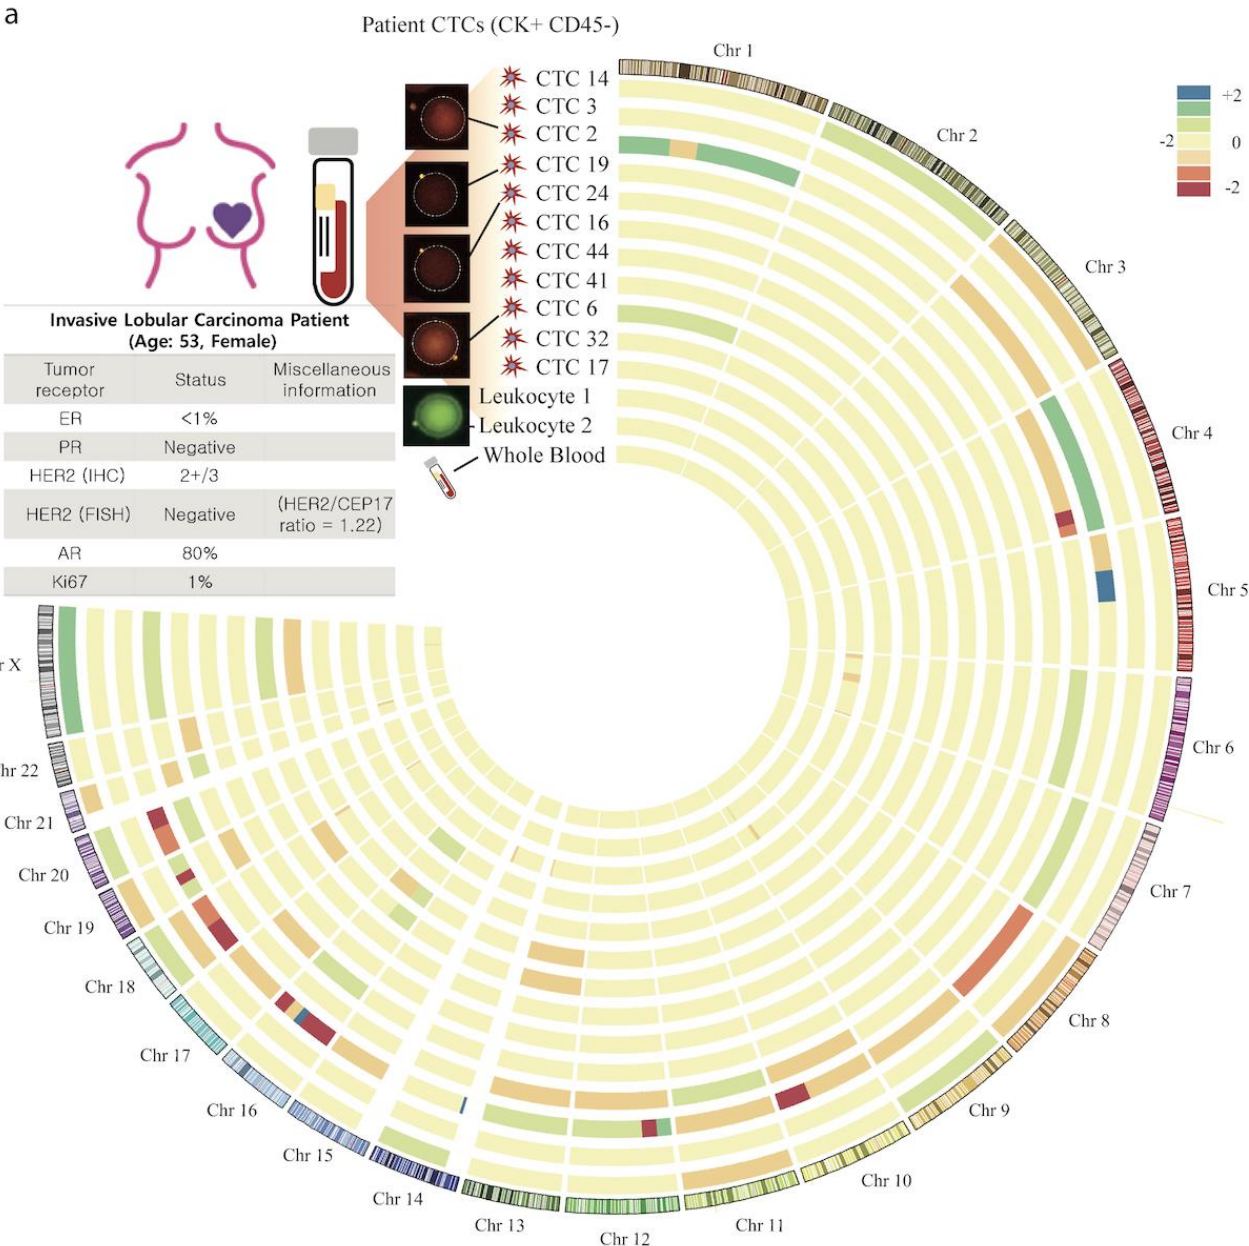 a
Patient CTCs (CK+ CD45-)
CTC 14
CTC 3
CTC 2
CTC 19
CTC 24
CTC 16
CTC 44
CTC 41
CTC 6
CTC 32
CTC 17
Leukocyte 1
Leukocyte 2
Whole Blood
Invasive Lobular Carcinoma Patient
(Age: 53, Female)
Tumor receptor Status Miscellaneous information
ER <1%
PR Negative
HER2 (IHC) 2+/3
HER2 (FISH) Negative (HER2/CEP17 ratio = 1.22)
AR 80%
Ki67 1%
+2
-2 0
-2
Chr 1
Chr 2
Chr 3
Chr 4
Chr 5
Chr 6
Chr 7
Chr 8
Chr 9
Chr 10
Chr 11
Chr 12
Chr 13
Chr 14
Chr 15
Chr 16
Chr 17
Chr 18
Chr 19
Chr 20
Chr 21
hr 22
r X